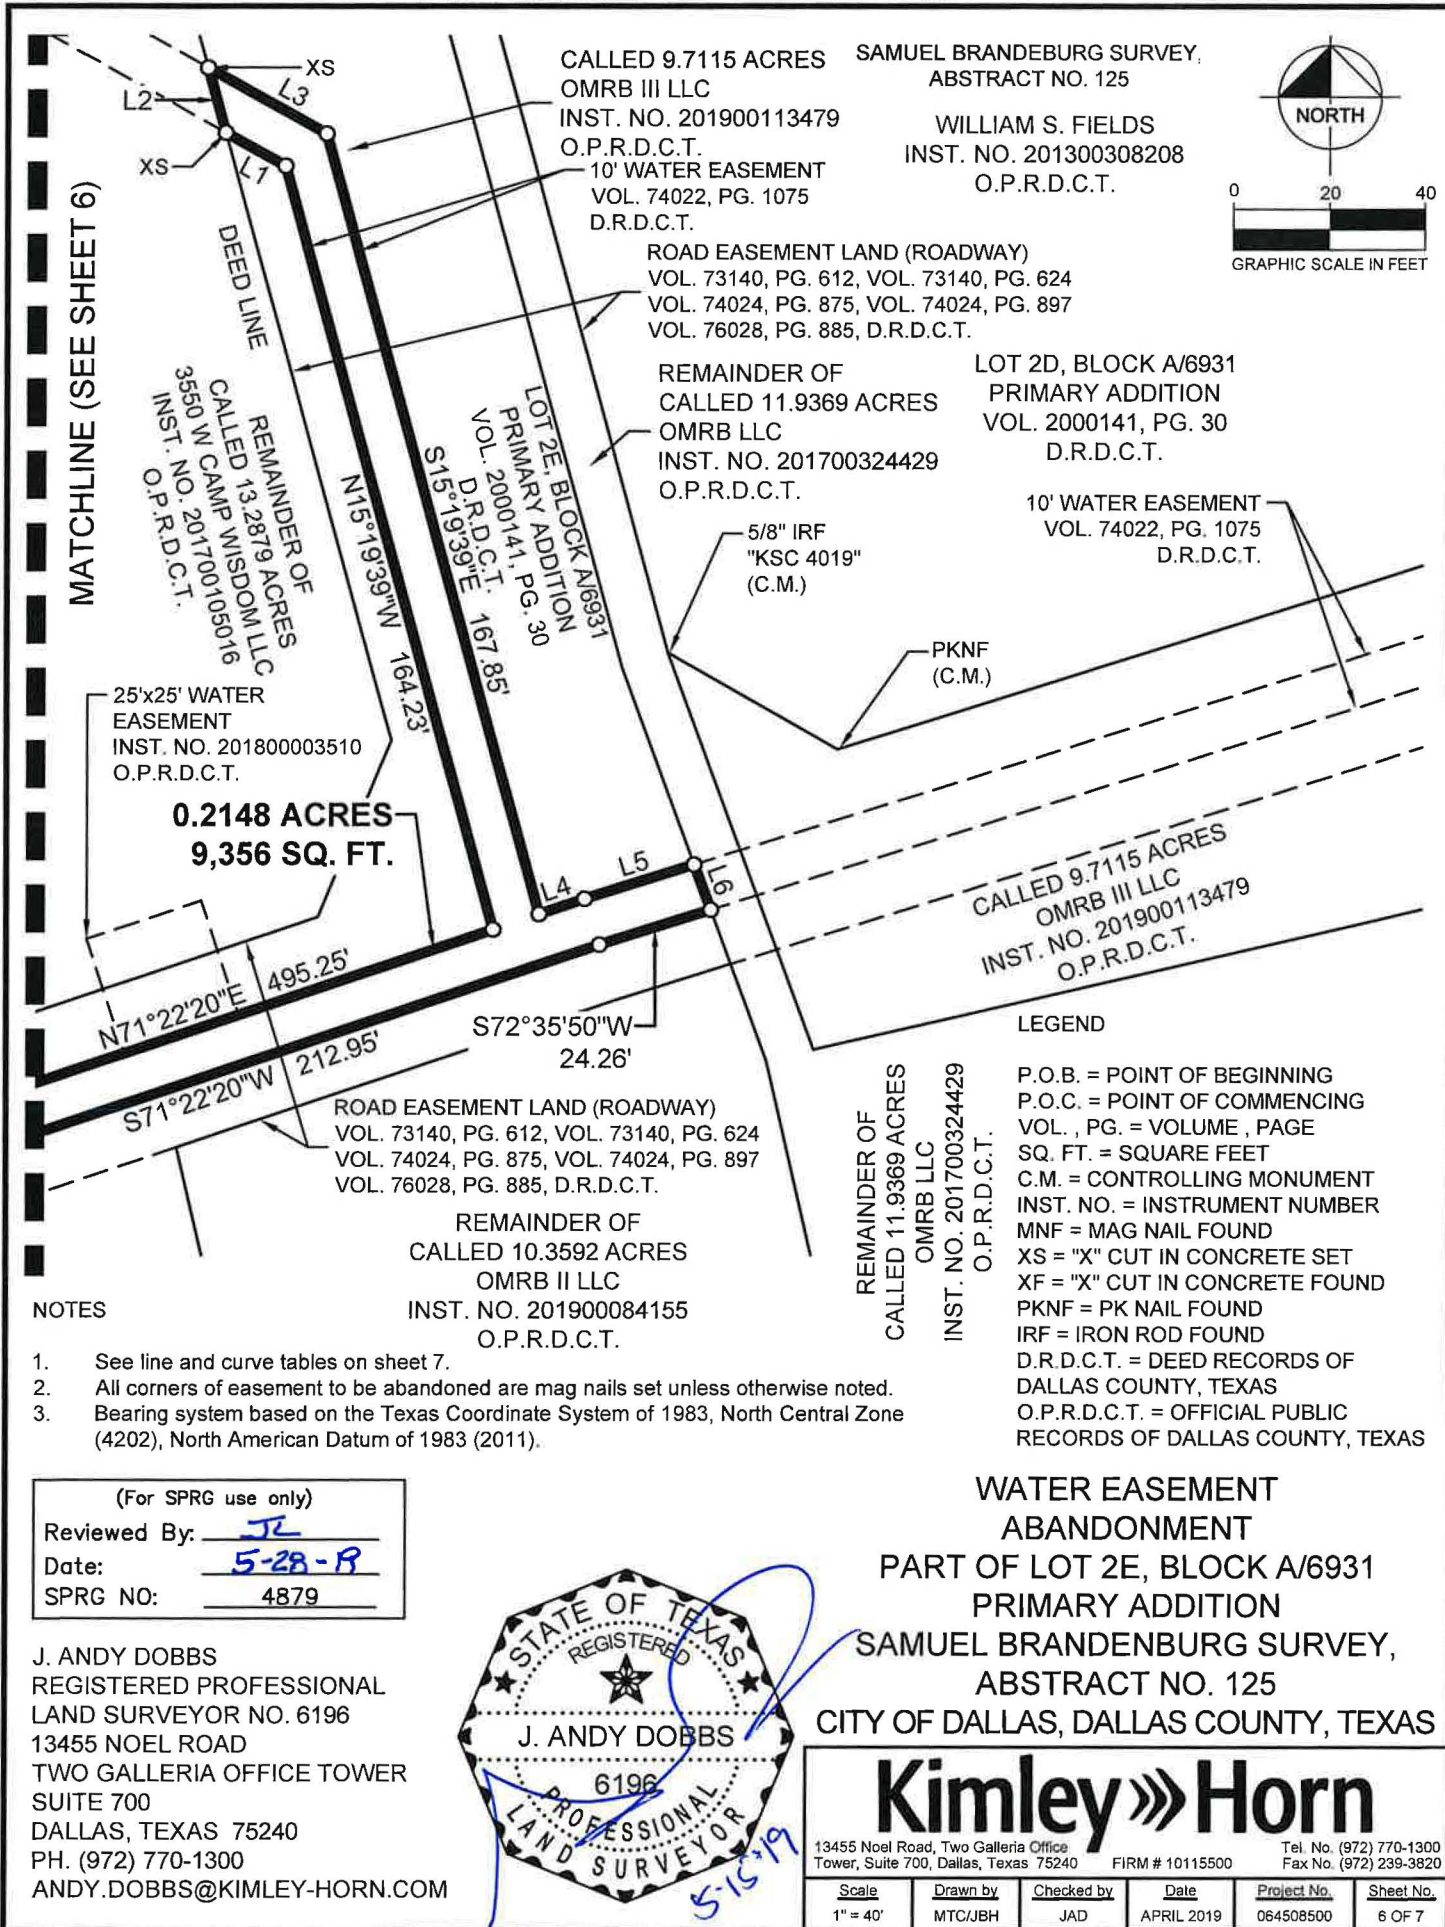 CALLED 9.7115 ACRES
OMRB III LLC
INST. NO. 201900113479
O.P.R.D.C.T.
SAMUEL BRANDEBURG SURVEY,
ABSTRACT NO. 125
WILLIAM S. FIELDS
INST. NO. 201300308208
O.P.R.D.C.T.
NORTH
0 20 40
GRAPHIC SCALE IN FEET
XS
L2
L3
XS
L1
10' WATER EASEMENT
VOL. 74022, PG. 1075
D.R.D.C.T.
MATCHLINE (SEE SHEET 6)
DEED LINE
ROAD EASEMENT LAND (ROADWAY)
VOL. 73140, PG. 612, VOL. 73140, PG. 624
VOL. 74024, PG. 875, VOL. 74024, PG. 897
VOL. 76028, PG. 885, D.R.D.C.T.
REMAINDER OF
CALLED 11.9369 ACRES
OMRB LLC
INST. NO. 201700324429
O.P.R.D.C.T.
LOT 2D, BLOCK A/6931
PRIMARY ADDITION
VOL. 2000141, PG. 30
D.R.D.C.T.
REMAINDER OF
CALLED 13.2879 ACRES
3550 W CAMP WISDOM LLC
INST. NO. 201700105016
O.P.R.D.C.T.
N15°19'39"W 164.23'
S15°19'39"E 167.85'
LOT 2E, BLOCK A/6931
PRIMARY ADDITION
VOL. 2000141, PG. 30
D.R.D.C.T.
5/8" IRF
"KSC 4019"
(C.M.)
10' WATER EASEMENT
VOL. 74022, PG. 1075
D.R.D.C.T.
PKNF
(C.M.)
25'x25' WATER
EASEMENT
INST. NO. 201800003510
O.P.R.D.C.T.
0.2148 ACRES
9,356 SQ. FT.
L4
L5
L6
CALLED 9.7115 ACRES
OMRB III LLC
INST. NO. 201900113479
O.P.R.D.C.T.
N71°22'20"E 495.25'
S71°22'20"W 212.95'
S72°35'50"W
24.26'
ROAD EASEMENT LAND (ROADWAY)
VOL. 73140, PG. 612, VOL. 73140, PG. 624
VOL. 74024, PG. 875, VOL. 74024, PG. 897
VOL. 76028, PG. 885, D.R.D.C.T.
REMAINDER OF
CALLED 10.3592 ACRES
OMRB II LLC
INST. NO. 201900084155
O.P.R.D.C.T.
REMAINDER OF
CALLED 11.9369 ACRES
OMRB LLC
INST. NO. 201700324429
O.P.R.D.C.T.
LEGEND
P.O.B. = POINT OF BEGINNING
P.O.C. = POINT OF COMMENCING
VOL. , PG. = VOLUME , PAGE
SQ. FT. = SQUARE FEET
C.M. = CONTROLLING MONUMENT
INST. NO. = INSTRUMENT NUMBER
MNF = MAG NAIL FOUND
XS = "X" CUT IN CONCRETE SET
XF = "X" CUT IN CONCRETE FOUND
PKNF = PK NAIL FOUND
IRF = IRON ROD FOUND
D.R.D.C.T. = DEED RECORDS OF
DALLAS COUNTY, TEXAS
O.P.R.D.C.T. = OFFICIAL PUBLIC
RECORDS OF DALLAS COUNTY, TEXAS
NOTES
1. See line and curve tables on sheet 7.
2. All corners of easement to be abandoned are mag nails set unless otherwise noted.
3. Bearing system based on the Texas Coordinate System of 1983, North Central Zone
(4202), North American Datum of 1983 (2011).
(For SPRG use only)
Reviewed By: JL
Date: 5-28-19
SPRG NO: 4879
J. ANDY DOBBS
REGISTERED PROFESSIONAL
LAND SURVEYOR NO. 6196
13455 NOEL ROAD
TWO GALLERIA OFFICE TOWER
SUITE 700
DALLAS, TEXAS 75240
PH. (972) 770-1300
ANDY.DOBBS@KIMLEY-HORN.COM
STATE OF TEXAS
REGISTERED
J. ANDY DOBBS
6196
PROFESSIONAL
LAND SURVEYOR
5-15-19
WATER EASEMENT
ABANDONMENT
PART OF LOT 2E, BLOCK A/6931
PRIMARY ADDITION
SAMUEL BRANDENBURG SURVEY,
ABSTRACT NO. 125
CITY OF DALLAS, DALLAS COUNTY, TEXAS
Kimley»Horn
13455 Noel Road, Two Galleria Office
Tower, Suite 700, Dallas, Texas 75240
FIRM # 10115500
Tel. No. (972) 770-1300
Fax No. (972) 239-3820
Scale Drawn by Checked by Date Project No. Sheet No.
1" = 40' MTC/JBH JAD APRIL 2019 064508500 6 OF 7